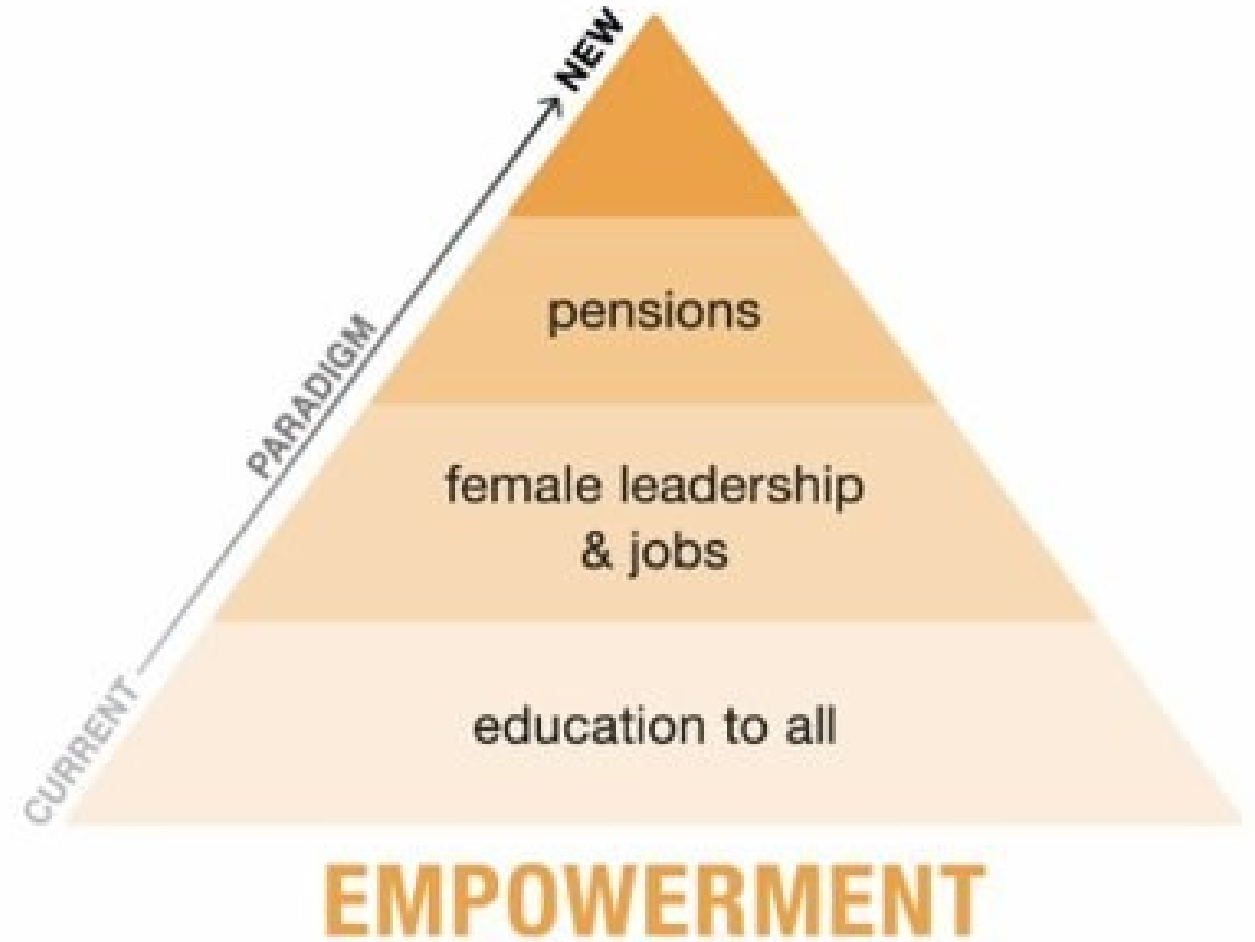 NEW
PARADIGM
CURRENT
pensions
female leadership
& jobs
education to all
EMPOWERMENT